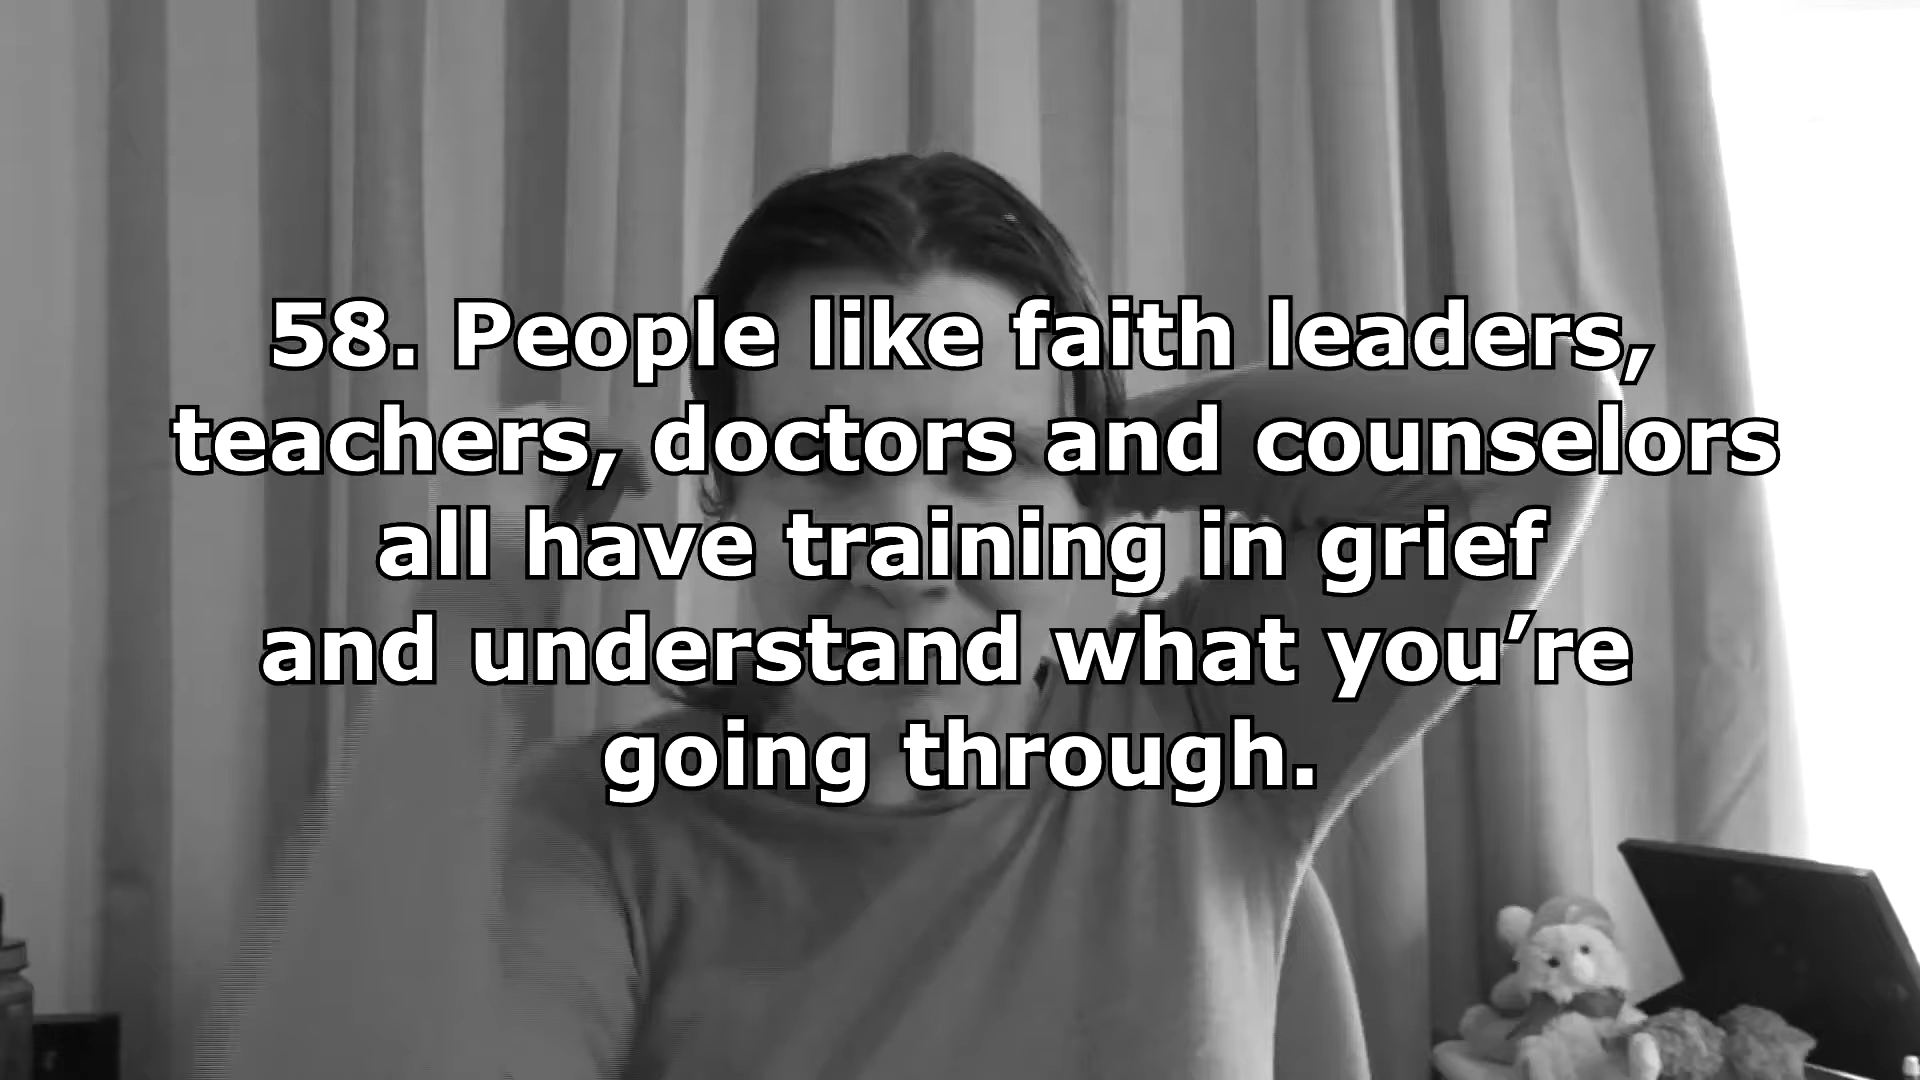 58. People like faith leaders,
teachers, doctors and counselors
all have training in grief
and understand what you’re
going through.